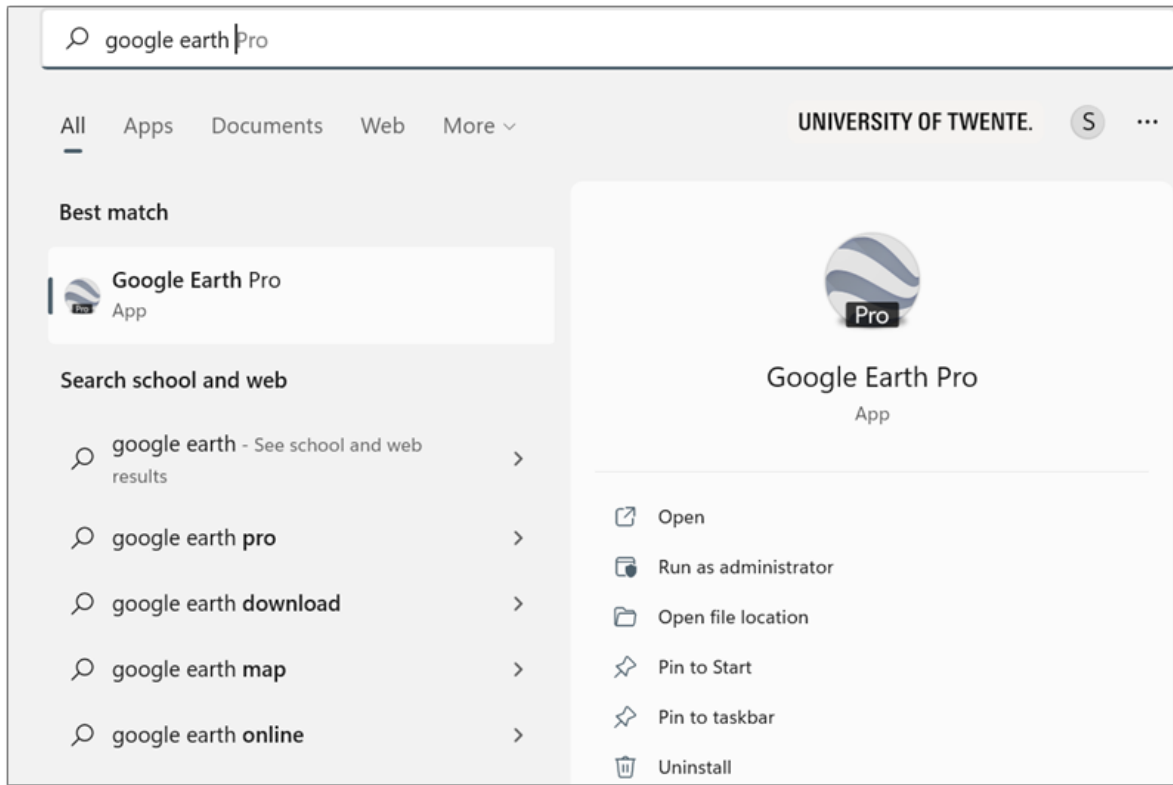 google earth Pro
All Apps Documents Web More
UNIVERSITY OF TWENTE. S ...
Best match
Google Earth Pro
App
Search school and web
google earth - See school and web
results
google earth pro
google earth download
google earth map
google earth online
Pro
Google Earth Pro
App
Open
Run as administrator
Open file location
Pin to Start
Pin to taskbar
Uninstall